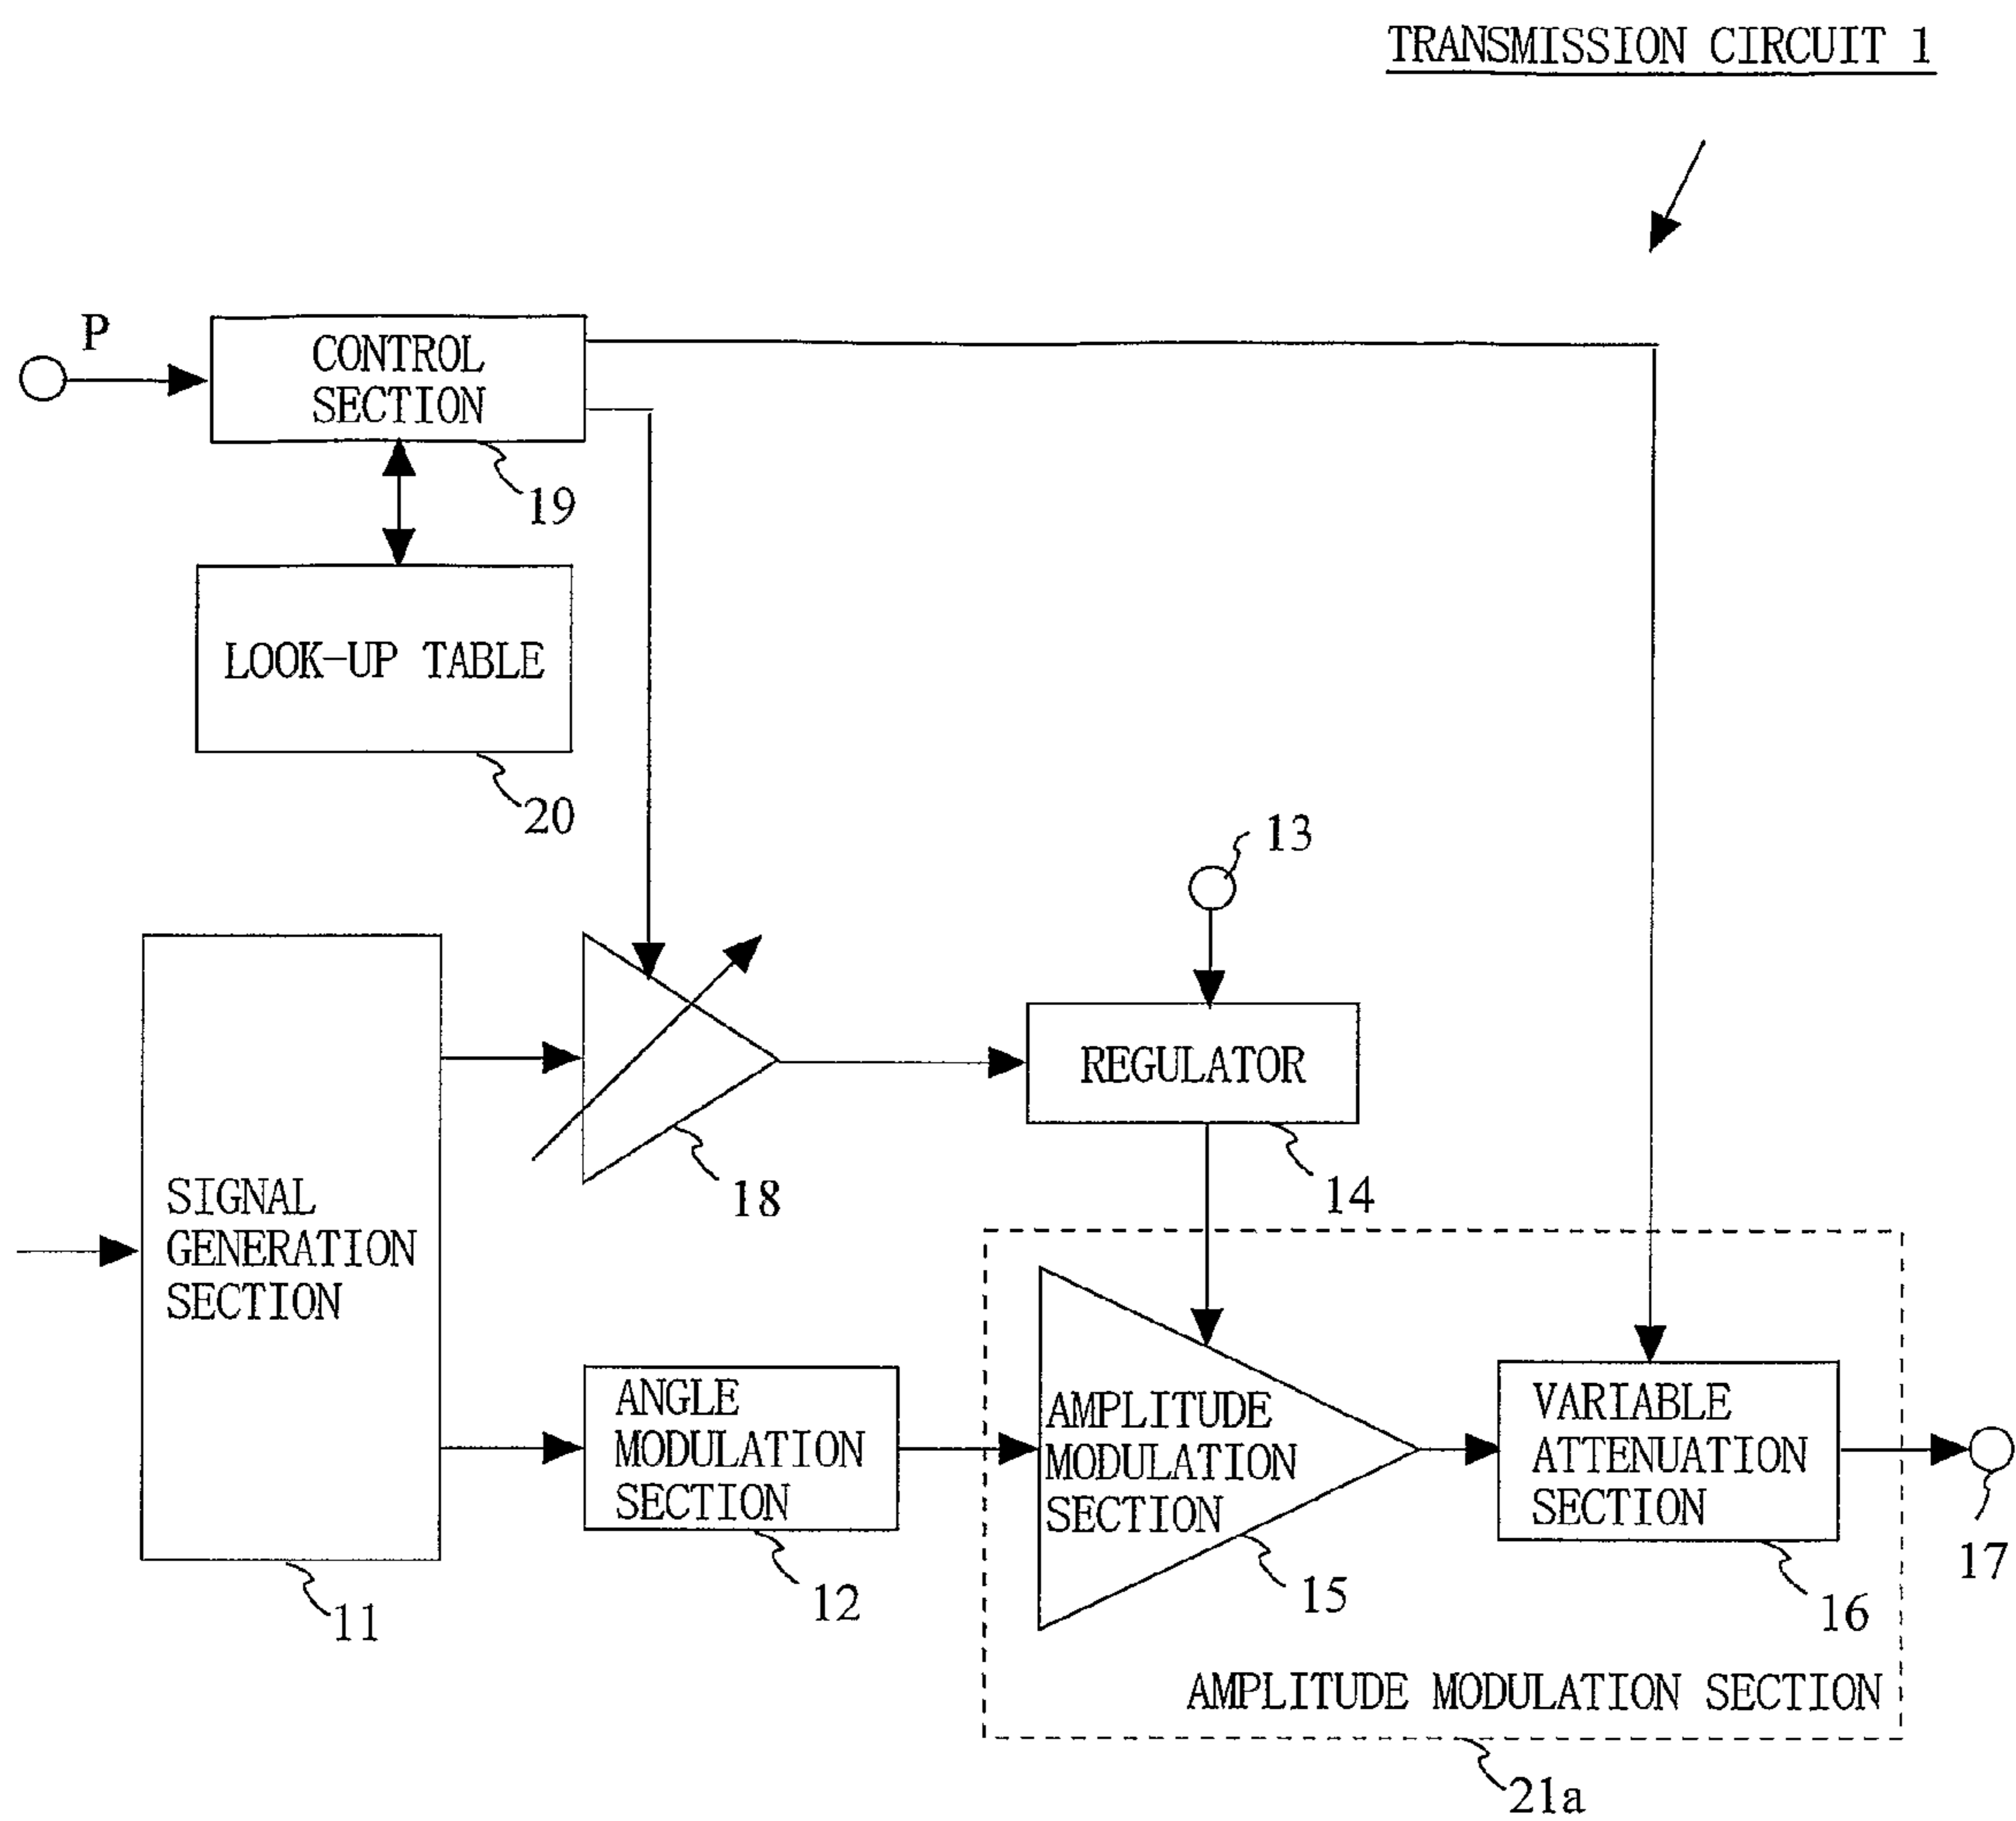 TRANSMISSION CIRCUIT 1
P
CONTROL
SECTION
19
LOOK-UP TABLE
20
13
REGULATOR
14
18
SIGNAL
GENERATION
SECTION
11
ANGLE
MODULATION
SECTION
12
AMPLITUDE
MODULATION
SECTION
15
VARIABLE
ATTENUATION
SECTION
16
17
AMPLITUDE MODULATION SECTION
21a